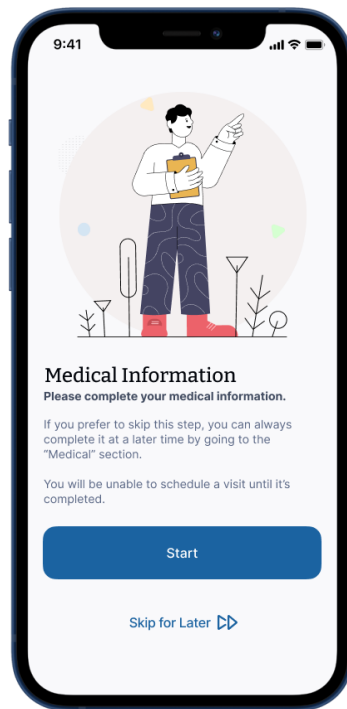 9:41
Medical Information
Please complete your medical information.
If you prefer to skip this step, you can always
complete it at a later time by going to the
“Medical” section.
You will be unable to schedule a visit until it’s
completed.
Start
Skip for Later